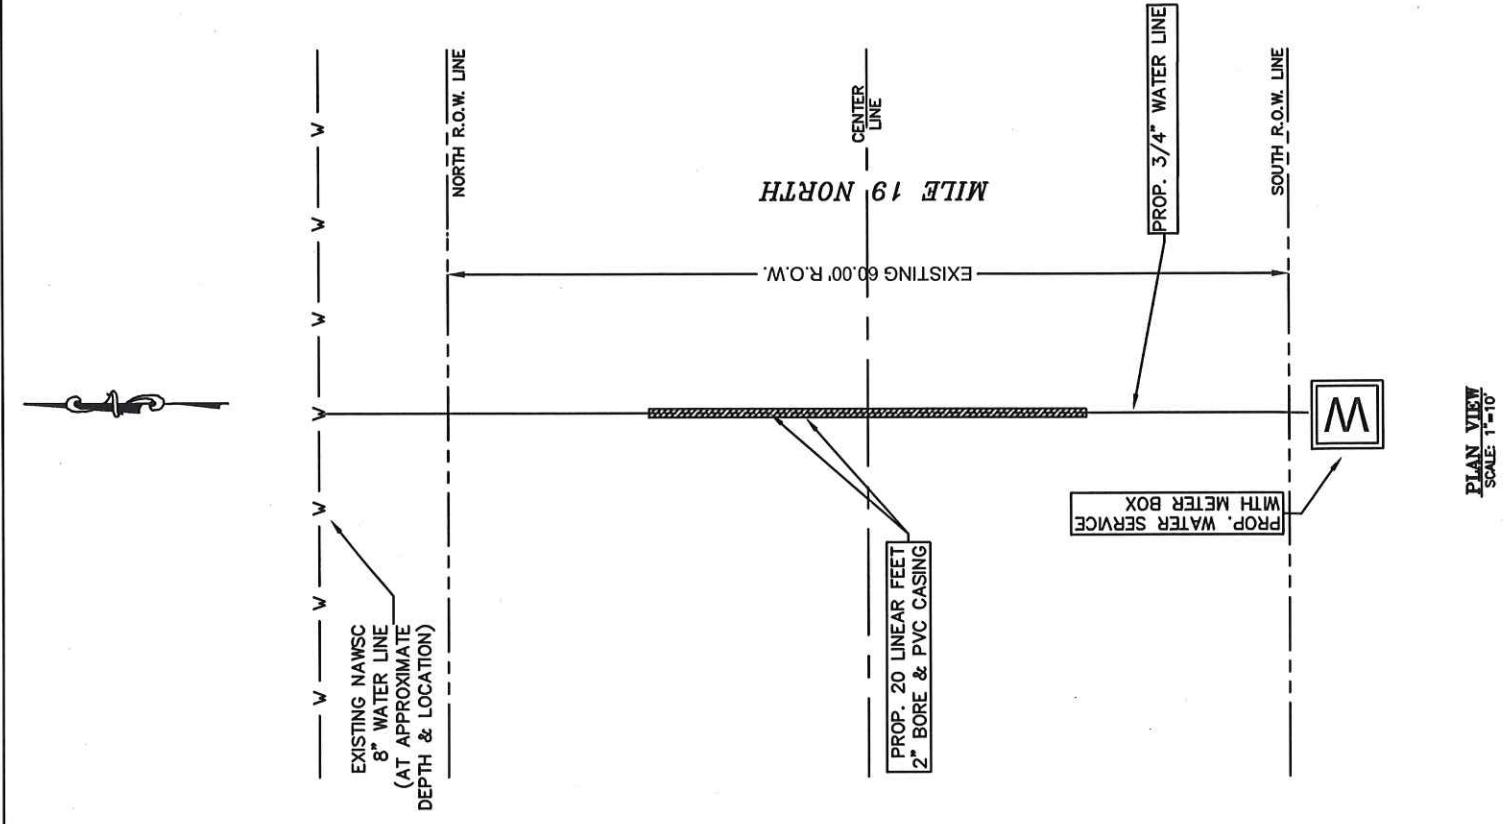 W
W
W
W
W
W
W
EXISTING NAWSC
8" WATER LINE
(AT APPROXIMATE
DEPTH & LOCATION)
NORTH R.O.W. LINE
CENTER
LINE
MILE 19 NORTH
EXISTING 60.00' R.O.W.
PROP. 20 LINEAR FEET
2" BORE & PVC CASING
PROP. 3/4" WATER LINE
SOUTH R.O.W. LINE
PROP. WATER SERVICE
WITH METER BOX
W
PLAN VIEW
SCALE: 1"=10'